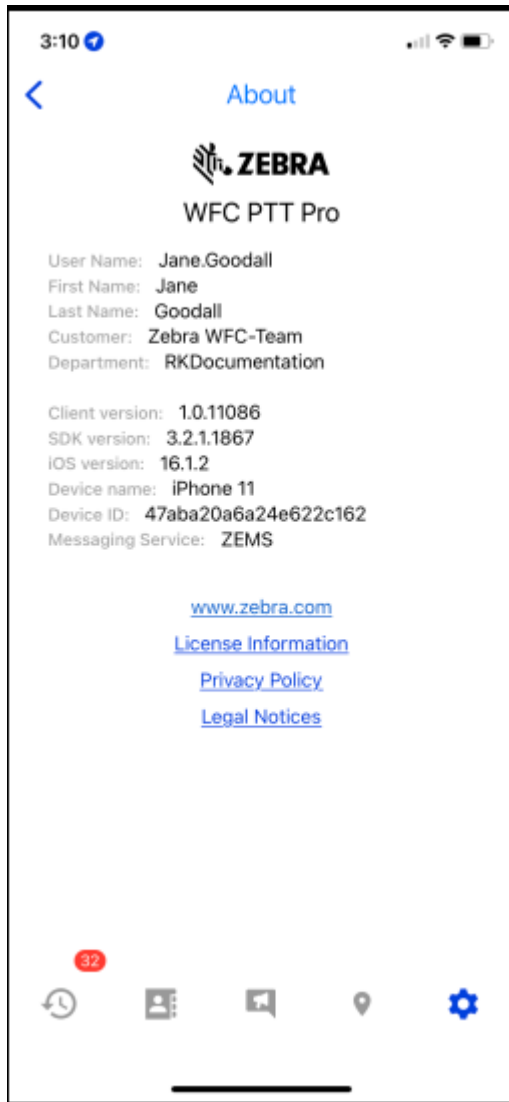 3:10
About
ZEBRA
WFC PTT Pro
User Name: Jane.Goodall
First Name: Jane
Last Name: Goodall
Customer: Zebra WFC-Team
Department: RKDocumentation
Client version: 1.0.11086
SDK version: 3.2.1.1867
iOS version: 16.1.2
Device name: iPhone 11
Device ID: 47aba20a6a24e622c162
Messaging Service: ZEMS
www.zebra.com
License Information
Privacy Policy
Legal Notices
32